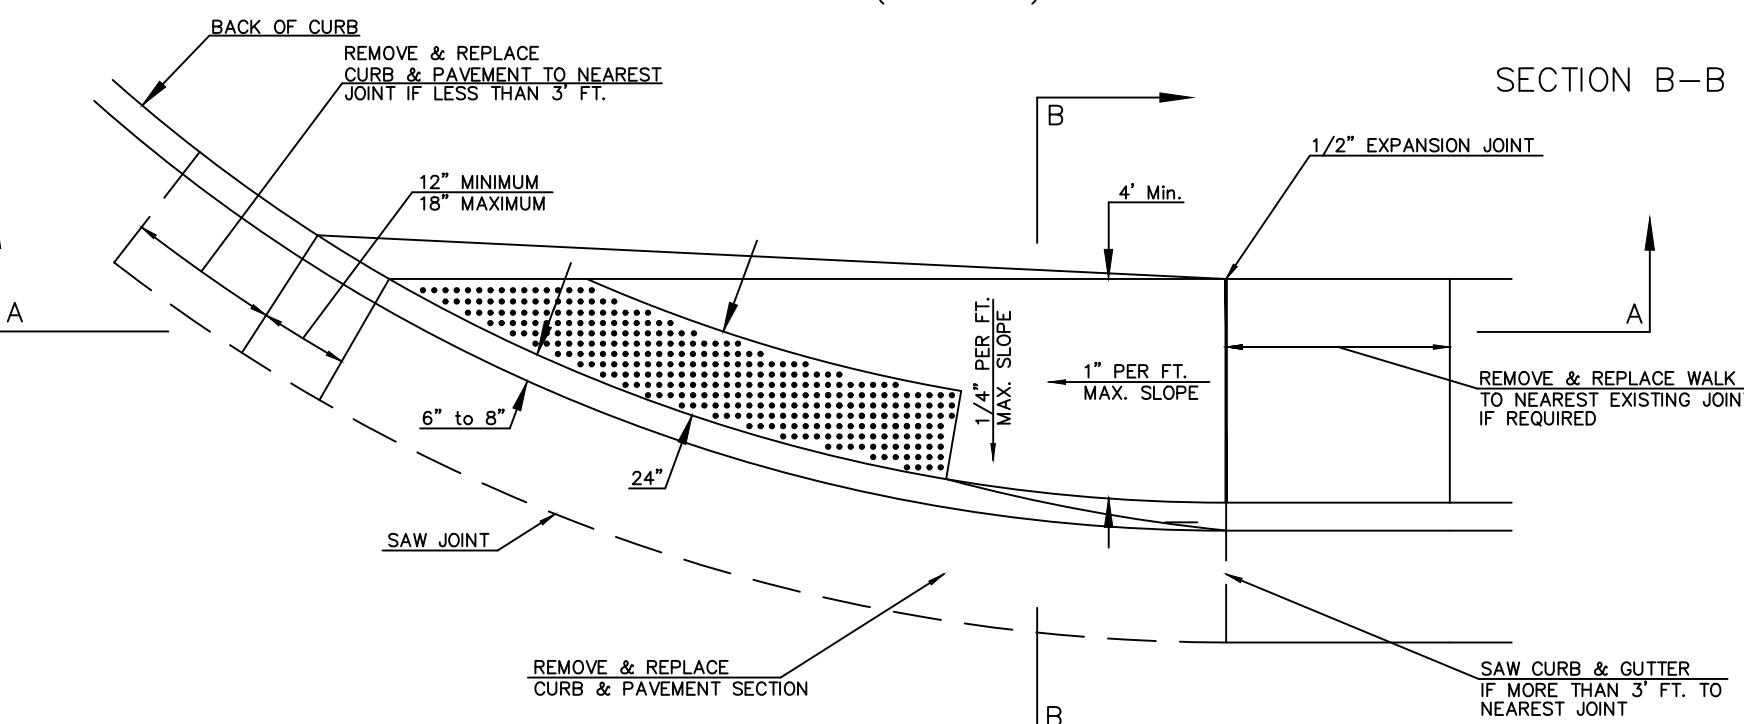 BACK OF CURB
REMOVE & REPLACE
CURB & PAVEMENT TO NEAREST
JOINT IF LESS THAN 3' FT.
SECTION B-B
B
1/2" EXPANSION JOINT
12" MINIMUM
18" MAXIMUM
4' Min.
A
A
1/4" PER FT.
MAX. SLOPE
1" PER FT.
MAX. SLOPE
REMOVE & REPLACE WALK
TO NEAREST EXISTING JOINT
IF REQUIRED
6" to 8"
24"
SAW JOINT
REMOVE & REPLACE
CURB & PAVEMENT SECTION
SAW CURB & GUTTER
IF MORE THAN 3' FT. TO
NEAREST JOINT
B